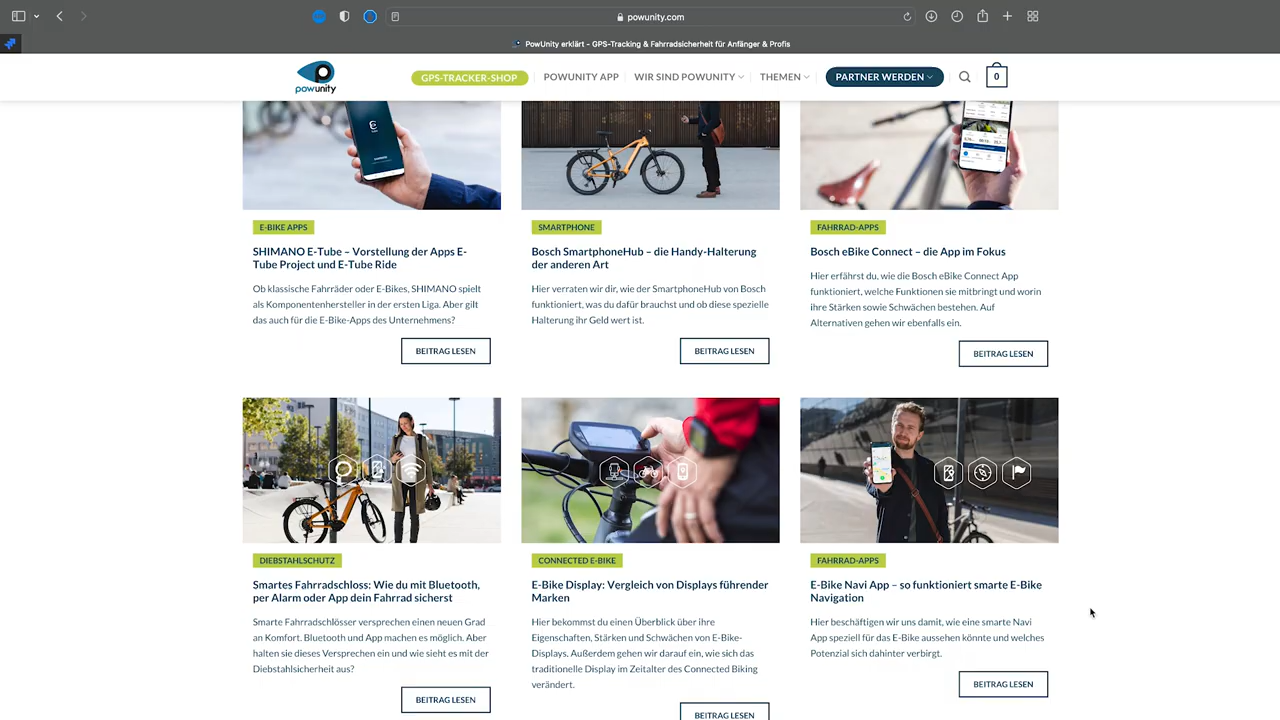 powunity.com
PowUnity erklärt - GPS-Tracking & Fahrradsicherheit für Anfänger & Profis
powunity
GPS-TRACKER-SHOP
POWUNITY APP
WIR SIND POWUNITY
THEMEN
PARTNER WERDEN
0
E-BIKE APPS
SHIMANO E-Tube – Vorstellung der Apps E-
Tube Project und E-Tube Ride
Ob klassische Fahrräder oder E-Bikes, SHIMANO spielt
als Komponentenhersteller in der ersten Liga. Aber gilt
das auch für die E-Bike-Apps des Unternehmens?
BEITRAG LESEN
SMARTPHONE
Bosch SmartphoneHub – die Handy-Halterung
der anderen Art
Hier verraten wir dir, wie der SmartphoneHub von Bosch
funktioniert, was du dafür brauchst und ob diese spezielle
Halterung ihr Geld wert ist.
BEITRAG LESEN
FAHRRAD-APPS
Bosch eBike Connect – die App im Fokus
Hier erfährst du, wie die Bosch eBike Connect App
funktioniert, welche Funktionen sie mitbringt und worin
ihre Stärken sowie Schwächen bestehen. Auf
Alternativen gehen wir ebenfalls ein.
BEITRAG LESEN
DIEBSTAHLSCHUTZ
Smartes Fahrradschloss: Wie du mit Bluetooth,
per Alarm oder App dein Fahrrad sicherst
Smarte Fahrradschlösser versprechen einen neuen Grad
an Komfort. Bluetooth und App machen es möglich. Aber
halten sie dieses Versprechen ein und wie sieht es mit der
Diebstahlsicherheit aus?
BEITRAG LESEN
CONNECTED E-BIKE
E-Bike Display: Vergleich von Displays führender
Marken
Hier bekommst du einen Überblick über ihre
Eigenschaften, Stärken und Schwächen von E-Bike-
Displays. Außerdem gehen wir darauf ein, wie sich das
traditionelle Display im Zeitalter des Connected Biking
verändert.
BEITRAG LESEN
FAHRRAD-APPS
E-Bike Navi App – so funktioniert smarte E-Bike
Navigation
Hier beschäftigen wir uns damit, wie eine smarte Navi
App speziell für das E-Bike aussehen könnte und welches
Potenzial sich dahinter verbirgt.
BEITRAG LESEN